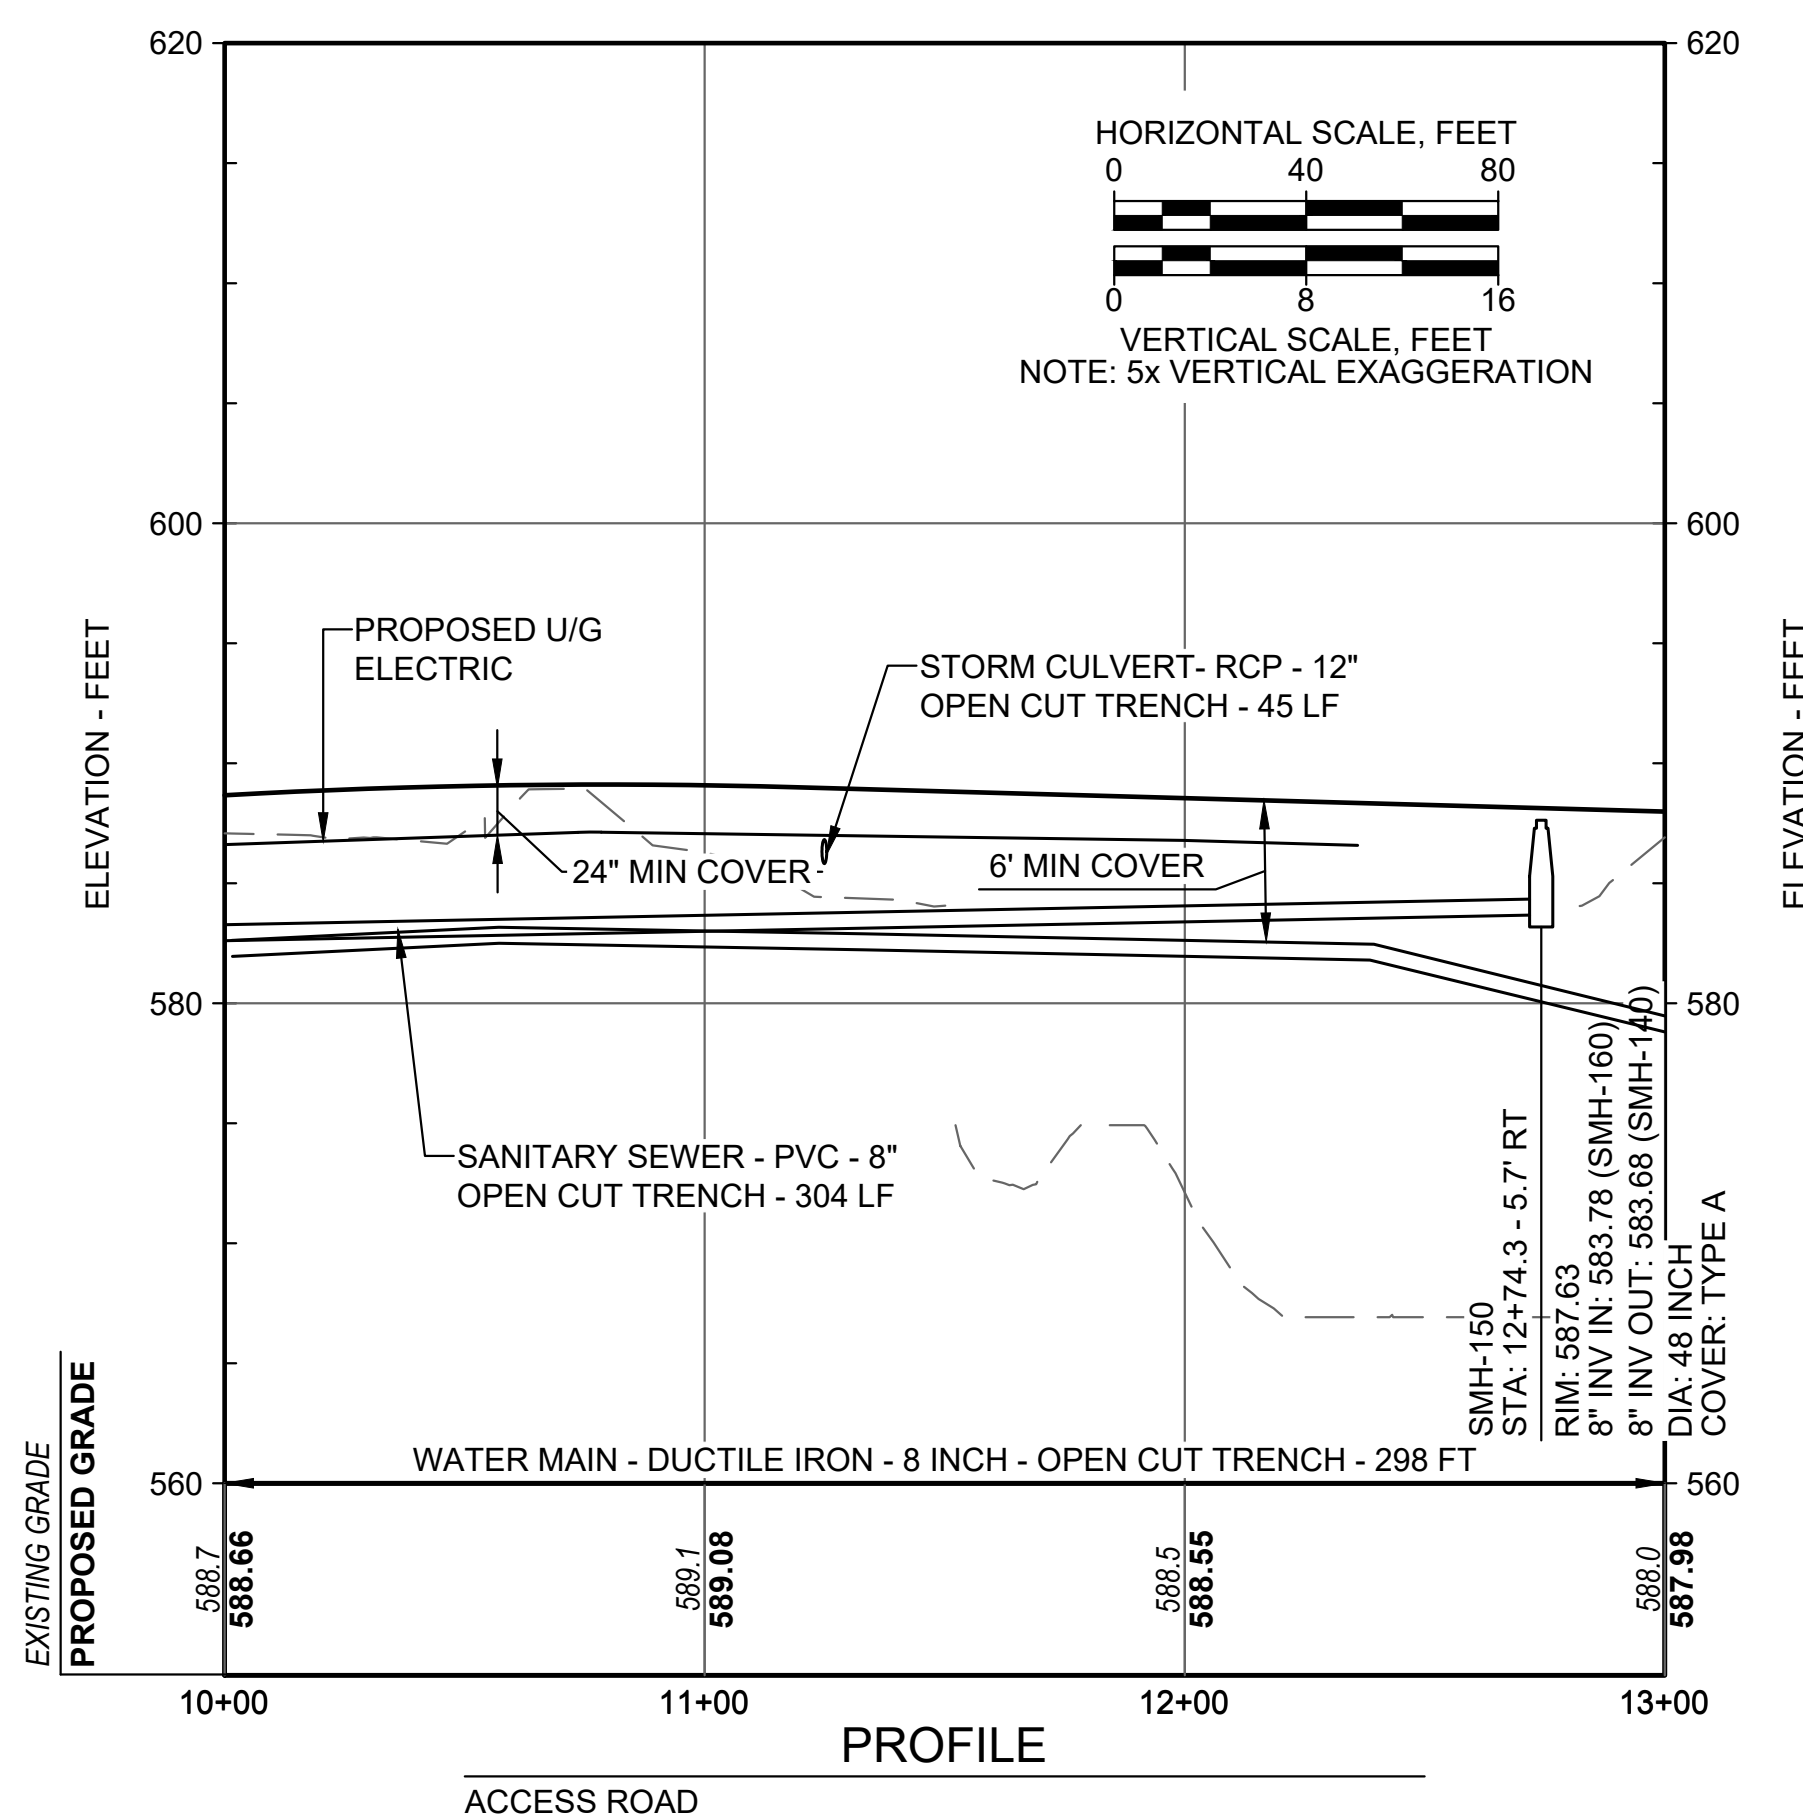 620
620
HORIZONTAL SCALE, FEET
0 40 80
0 8 16
VERTICAL SCALE, FEET
NOTE: 5x VERTICAL EXAGGERATION
600
600
ELEVATION - FEET
ELEVATION - FEET
PROPOSED U/G
ELECTRIC
STORM CULVERT- RCP - 12"
OPEN CUT TRENCH - 45 LF
24" MIN COVER
6' MIN COVER
580
580
SANITARY SEWER - PVC - 8"
OPEN CUT TRENCH - 304 LF
SMH-150
STA: 12+74.3 - 5.7' RT
RIM: 587.63
8" INV IN: 583.78 (SMH-160)
8" INV OUT: 583.68 (SMH-140)
DIA: 48 INCH
COVER: TYPE A
WATER MAIN - DUCTILE IRON - 8 INCH - OPEN CUT TRENCH - 298 FT
560
560
EXISTING GRADE
PROPOSED GRADE
588.7
588.66
589.1
589.08
588.5
588.55
588.0
587.98
10+00 11+00 12+00 13+00
PROFILE
ACCESS ROAD